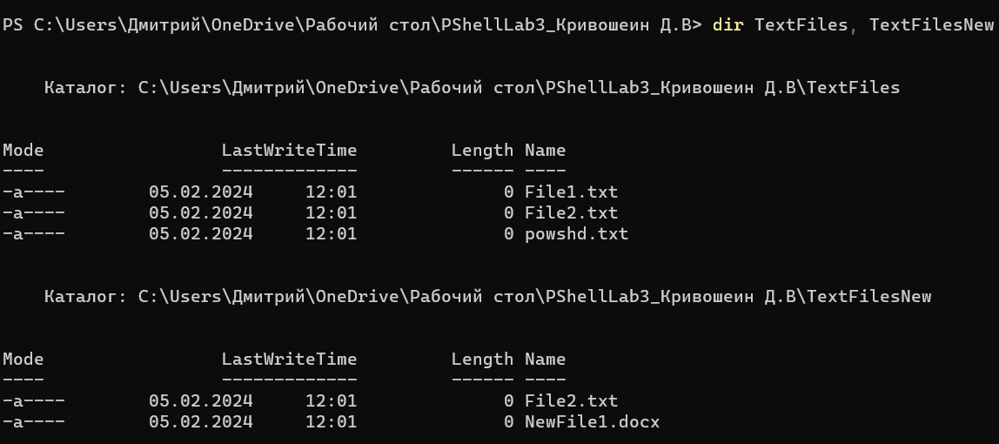 PS C:\Users\Дмитрий\OneDrive\Рабочий стол\PShellLab3_Кривошеин Д.В> dir TextFiles, TextFilesNew
Каталог: C:\Users\Дмитрий\OneDrive\Рабочий стол\PShellLab3_Кривошеин Д.В\TextFiles
Mode LastWriteTime Length Name
---- ------------- ------ ----
-a---- 05.02.2024 12:01 0 File1.txt
-a---- 05.02.2024 12:01 0 File2.txt
-a---- 05.02.2024 12:01 0 powshd.txt
Каталог: C:\Users\Дмитрий\OneDrive\Рабочий стол\PShellLab3_Кривошеин Д.В\TextFilesNew
Mode LastWriteTime Length Name
---- ------------- ------ ----
-a---- 05.02.2024 12:01 0 File2.txt
-a---- 05.02.2024 12:01 0 NewFile1.docx